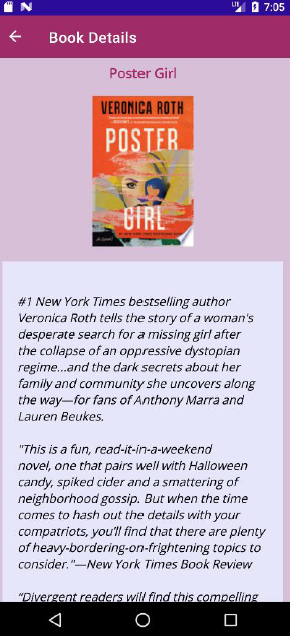 LTE 7:05
Book Details
Poster Girl
VERONICA ROTH
POSTER
GIRL
#1 New York Times bestselling author
Veronica Roth tells the story of a woman's
desperate search for a missing girl after
the collapse of an oppressive dystopian
regime...and the dark secrets about her
family and community she uncovers along
the way—for fans of Anthony Marra and
Lauren Beukes.
"This is a fun, read-it-in-a-weekend
novel, one that pairs well with Halloween
candy, spiked cider and a smattering of
neighborhood gossip. But when the time
comes to hash out the details with your
compatriots, you'll find that there are plenty
of heavy-bordering-on-frightening topics to
consider."—New York Times Book Review
"Divergent readers will find this compelling